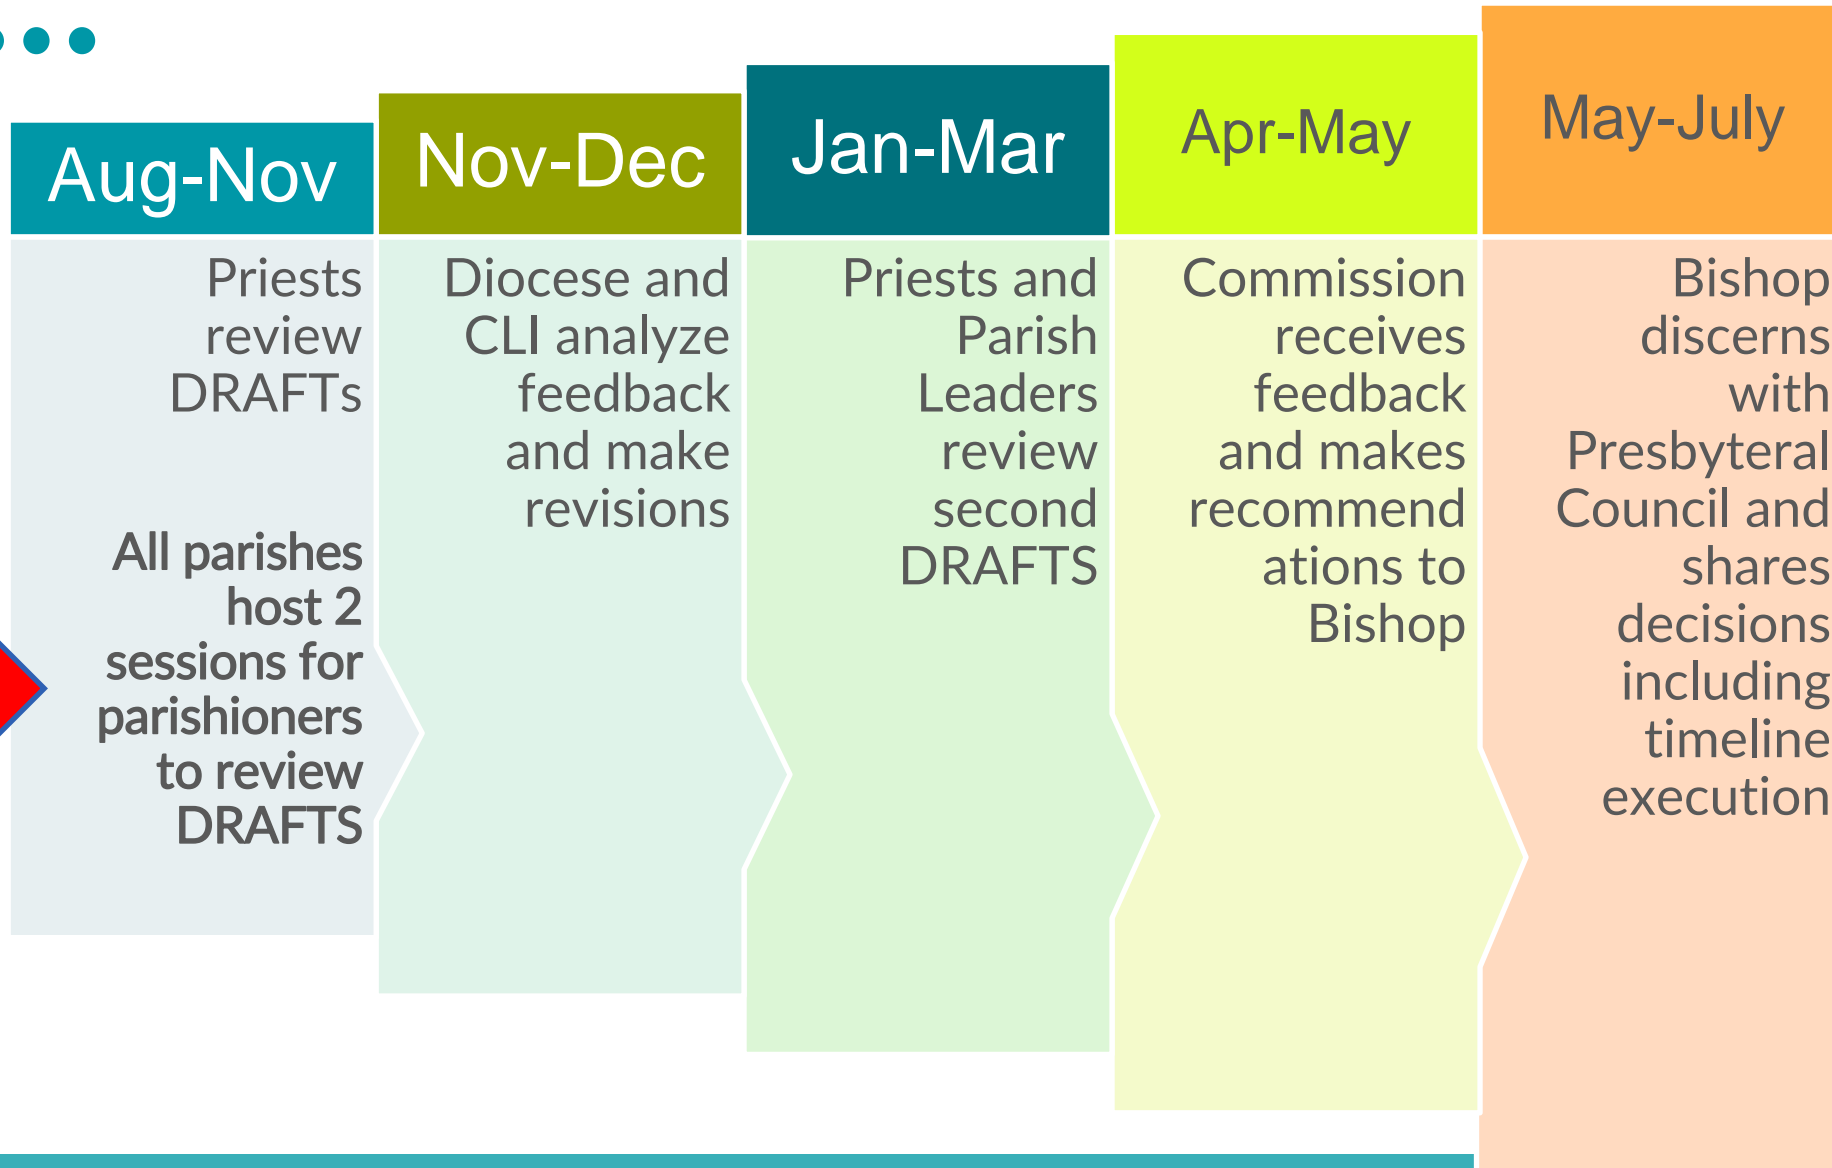 Aug-Nov
Priests
review
DRAFTs
All parishes
host 2
sessions for
parishioners
to review
DRAFTS
Nov-Dec
Diocese and
CLI analyze
feedback
and make
revisions
Jan-Mar
Priests and
Parish
Leaders
review
second
DRAFTS
Apr-May
Commission
receives
feedback
and makes
recommend
ations to
Bishop
May-July
Bishop
discerns
with
Presbyteral
Council and
shares
decisions
including
timeline
execution